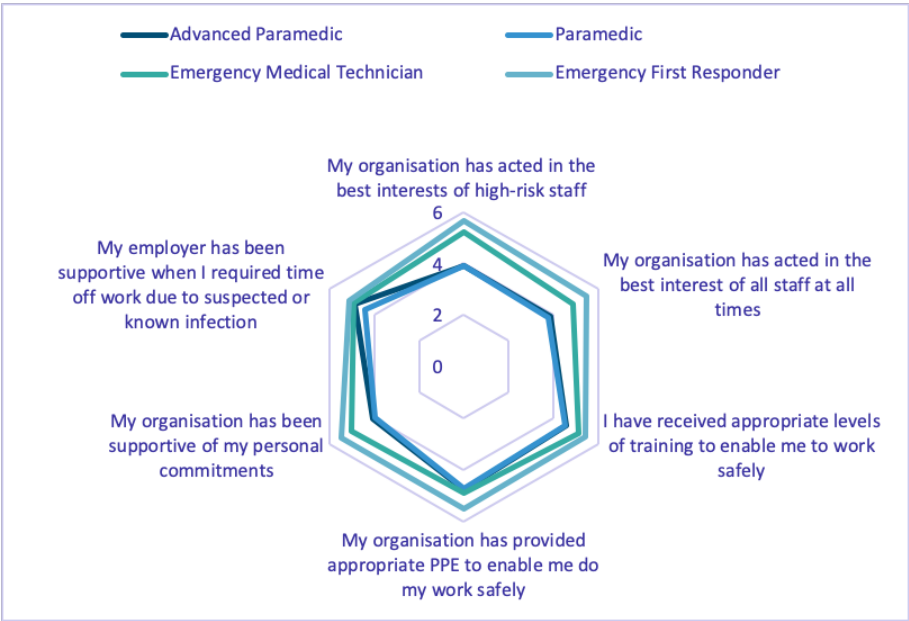 Advanced Paramedic
Paramedic
Emergency Medical Technician
Emergency First Responder
My organisation has acted in the
best interests of high-risk staff
6
4
2
0
My organisation has acted in the
best interest of all staff at all
times
I have received appropriate levels
of training to enable me to work
safely
My organisation has provided
appropriate PPE to enable me do
my work safely
My organisation has been
supportive of my personal
commitments
My employer has been
supportive when I required time
off work due to suspected or
known infection